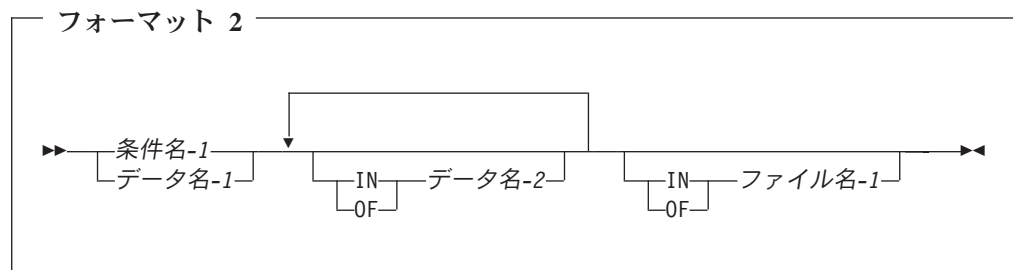 フォーマット 2
条件名-1
データ名-1
IN データ名-2
OF
IN ファイル名-1
OF